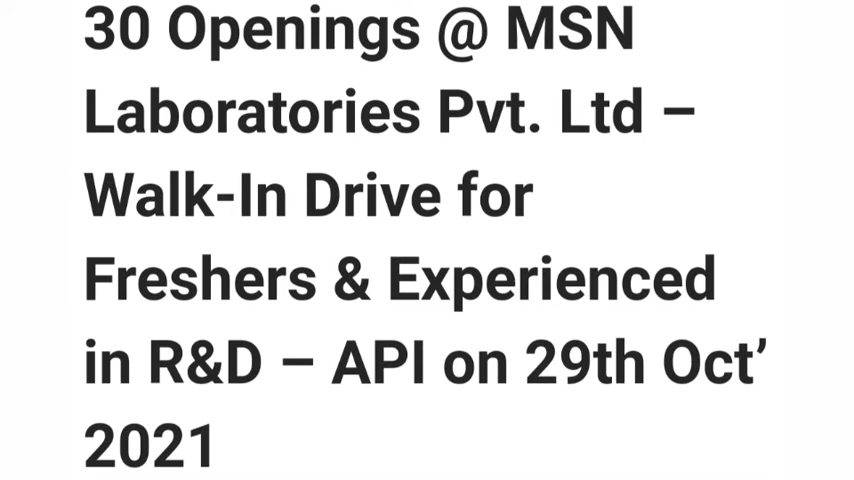 30 Openings @ MSN
Laboratories Pvt. Ltd –
Walk-In Drive for
Freshers & Experienced
in R&D – API on 29th Oct’
2021